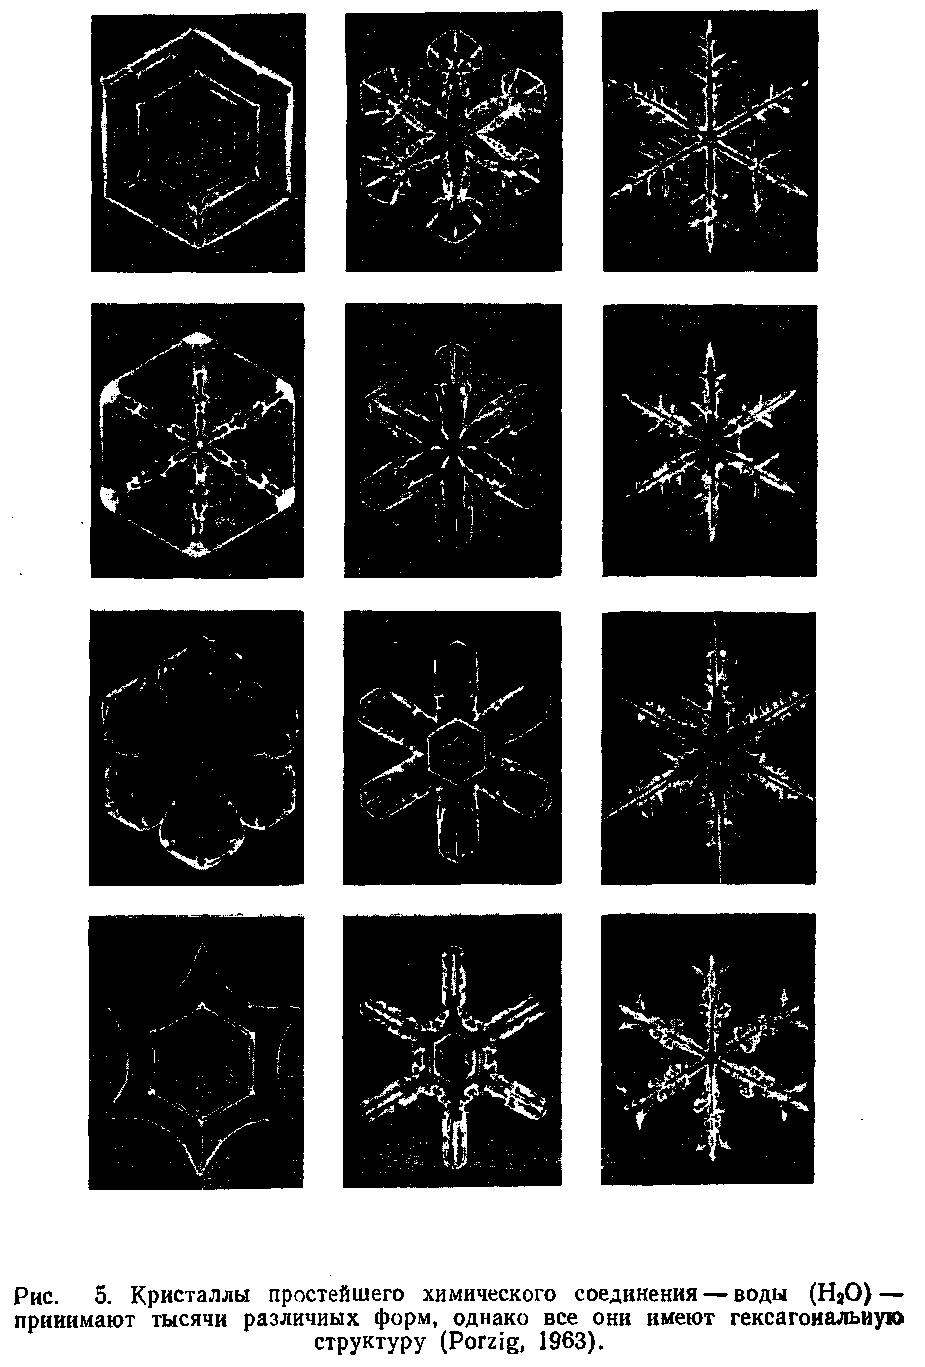 Рис. 5. Кристаллы простейшего химического соединения — воды (H₂O) —
принимают тысячи различных форм, однако все они имеют гексагональную
структуру (Porzig, 1963).